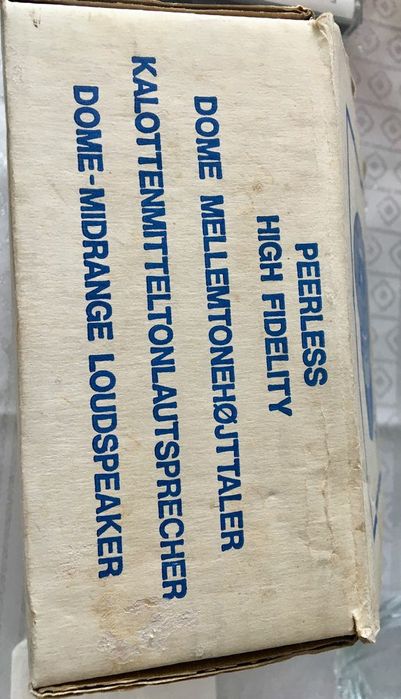 PEERLESS
HIGH FIDELITY
DOME MELLEMTONEHØJTTALER
KALOTTENMITTELTONLAUTSPRECHER
DOME-MIDRANGE LOUDSPEAKER